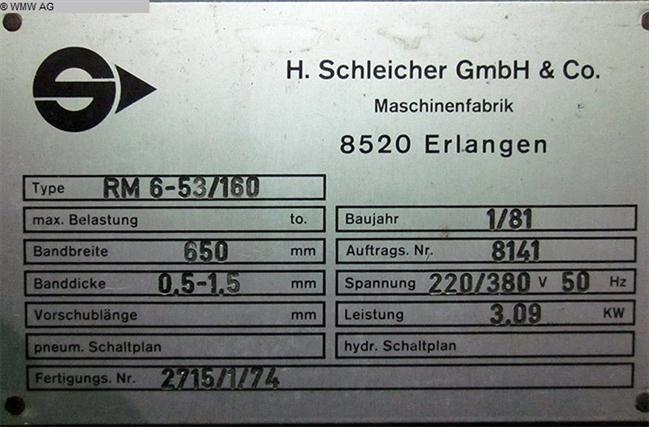 © WMW AG
H. Schleicher GmbH & Co.
Maschinenfabrik
8520 Erlangen
Type RM 6-53/160
max. Belastung to.
Baujahr 1/81
Bandbreite 650 mm
Auftrags. Nr. 8141
Banddicke 0.5-1.5 mm
Spannung 220/380 V 50 Hz
Vorschublänge mm
Leistung 3.09 KW
pneum. Schaltplan
hydr. Schaltplan
Fertigungs. Nr. 2715/1/74